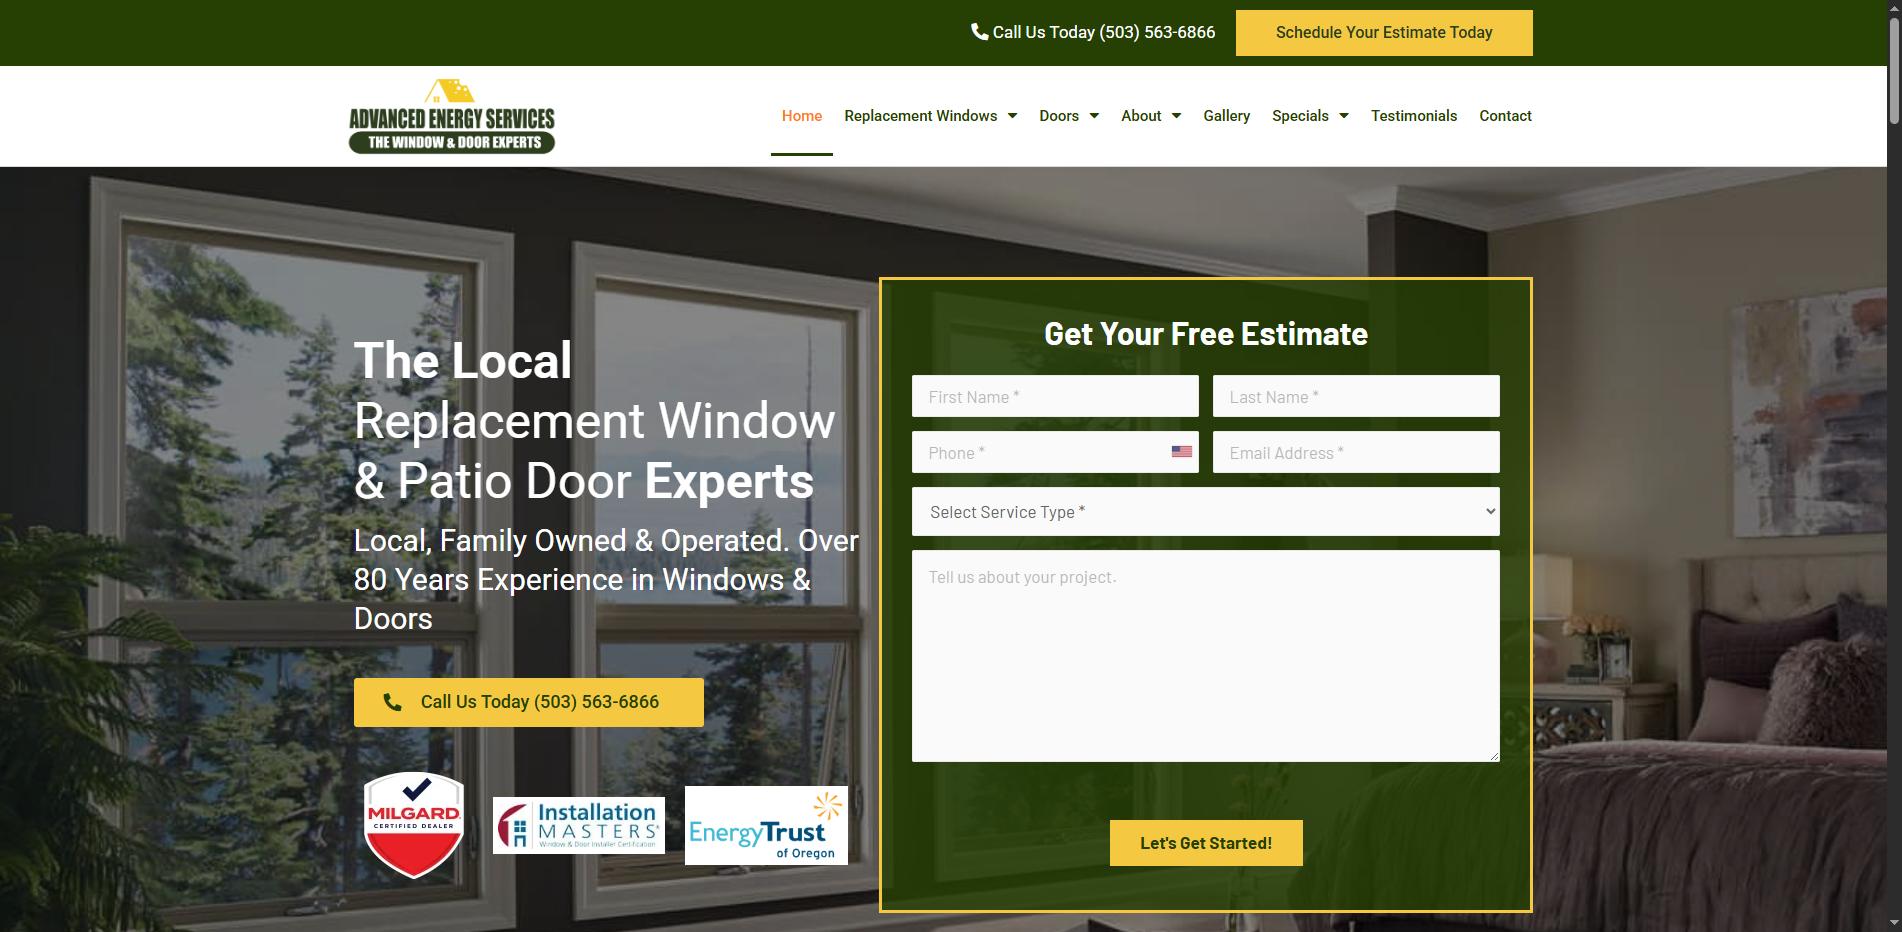 Call Us Today (503) 563-6866
Schedule Your Estimate Today
ADVANCED ENERGY SERVICES
THE WINDOW & DOOR EXPERTS
Home
Replacement Windows
Doors
About
Gallery
Specials
Testimonials
Contact
The Local
Replacement Window
& Patio Door Experts
Local, Family Owned & Operated. Over
80 Years Experience in Windows &
Doors
Call Us Today (503) 563-6866
MILGARD
CERTIFIED DEALER
Installation
MASTERS®
Window & Door Installer Certification
EnergyTrust
of Oregon
Get Your Free Estimate
First Name *
Last Name *
Phone *
Email Address *
Select Service Type *
Tell us about your project.
Let's Get Started!